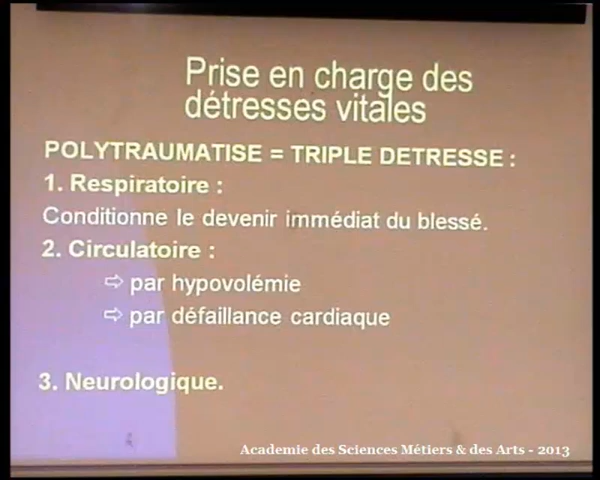 Prise en charge des
détresses vitales
POLYTRAUMATISE = TRIPLE DETRESSE :
1. Respiratoire :
Conditionne le devenir immédiat du blessé.
2. Circulatoire :
⇨ par hypovolémie
⇨ par défaillance cardiaque
3. Neurologique.
Academie des Sciences Métiers & des Arts - 2013